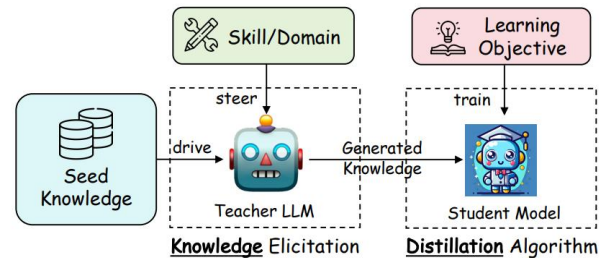 Skill/Domain
Learning
Objective
steer
train
Seed
Knowledge
drive
Generated
Knowledge
Teacher LLM
Student Model
Knowledge Elicitation
Distillation Algorithm